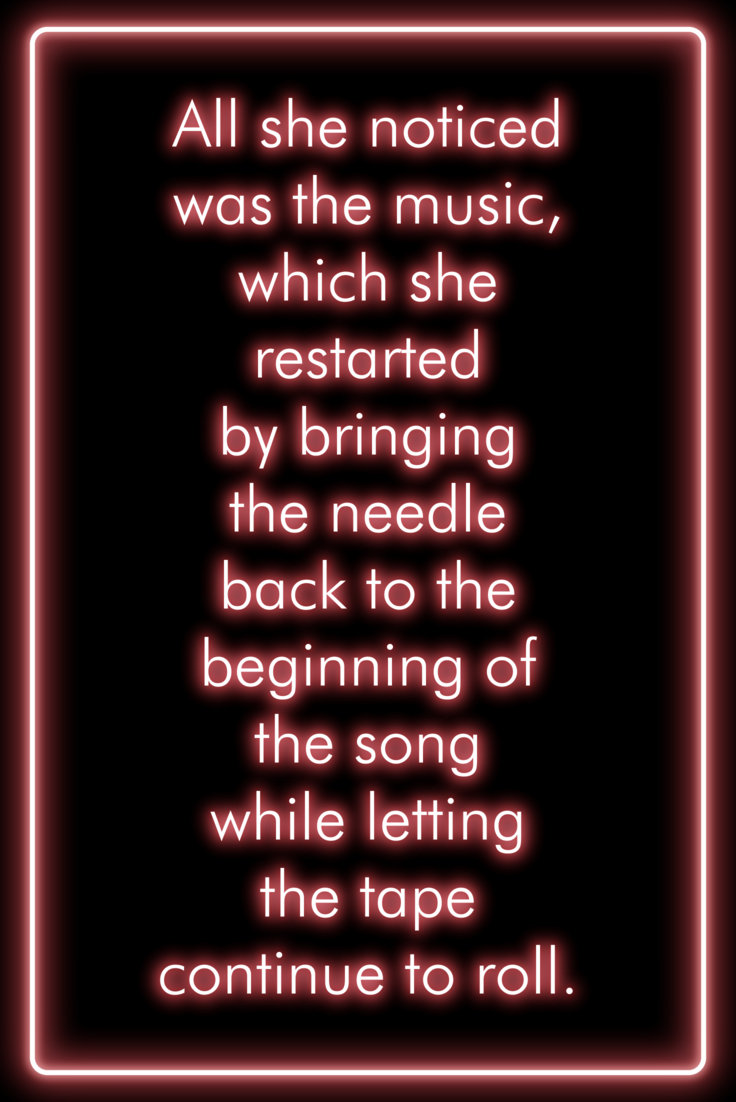 All she noticed
was the music,
which she
restarted
by bringing
the needle
back to the
beginning of
the song
while letting
the tape
continue to roll.